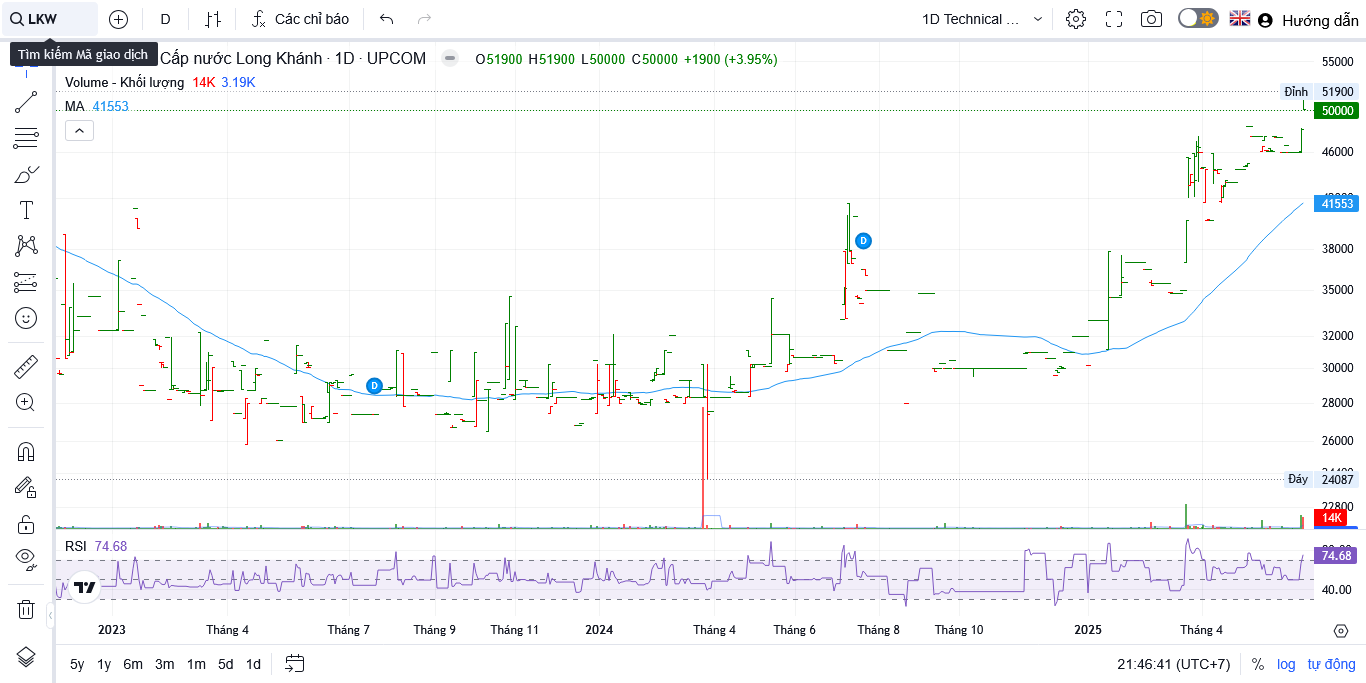 LKW
D
Các chỉ báo
1D Technical ...
Hướng dẫn
Tìm kiếm Mã giao dịch
Cấp nước Long Khánh · 1D · UPCOM
O51900 H51900 L50000 C50000 +1900 (+3.95%)
Volume - Khối lượng 14K 3.19K
MA 41553
55000
Đỉnh 51900
50000
46000
41553
38000
35000
32000
30000
28000
26000
Đáy 24087
22800
14K
RSI 74.68
74.68
40.00
D
D
2023
Tháng 4
Tháng 7
Tháng 9
Tháng 11
2024
Tháng 4
Tháng 6
Tháng 8
Tháng 10
2025
Tháng 4
5y 1y 6m 3m 1m 5d 1d
21:46:41 (UTC+7)
% log tự động